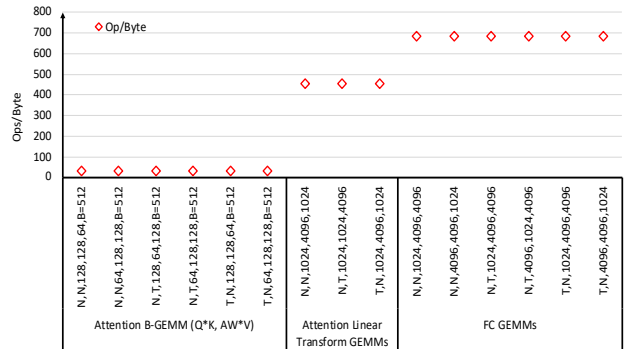 800
700
600
500
400
300
200
100
0
Ops/Byte
Op/Byte
N,N,128,128,64,B=512
N,N,64,128,128,B=512
N,T,128,64,128,B=512
N,T,64,128,128,B=512
T,N,128,128,64,B=512
T,N,64,128,128,B=512
N,N,1024,4096,1024
N,T,1024,1024,4096
T,N,1024,4096,1024
N,N,1024,4096,4096
N,N,4096,4096,1024
N,T,1024,4096,4096
N,T,4096,1024,4096
T,N,1024,4096,4096
T,N,4096,4096,1024
Attention B-GEMM (Q*K, AW*V)
Attention Linear
Transform GEMMs
FC GEMMs